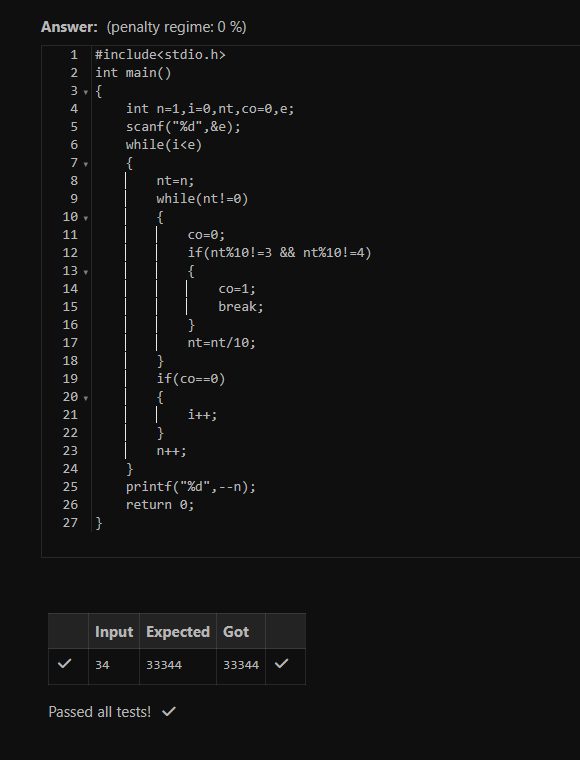 Answer: (penalty regime: 0 %)
1 #include<stdio.h>
2 int main()
3 {
4 int n=1,i=0,nt,co=0,e;
5 scanf("%d",&e);
6 while(i<e)
7 {
8 nt=n;
9 while(nt!=0)
10 {
11 co=0;
12 if(nt%10!=3 && nt%10!=4)
13 {
14 co=1;
15 break;
16 }
17 nt=nt/10;
18 }
19 if(co==0)
20 {
21 i++;
22 }
23 n++;
24 }
25 printf("%d",--n);
26 return 0;
27 }
Input Expected Got
34 33344 33344
Passed all tests!